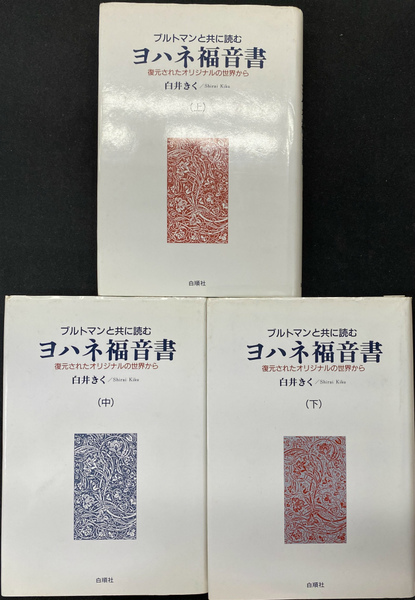 ブルトマンと共に読む
ヨハネ福音書
復元されたオリジナルの世界から
白井きく/Shirai Kiku
(上)
白順社
ブルトマンと共に読む
ヨハネ福音書
復元されたオリジナルの世界から
白井きく/Shirai Kiku
(中)
白順社
ブルトマンと共に読む
ヨハネ福音書
復元されたオリジナルの世界から
白井きく/Shirai Kiku
(下)
白順社